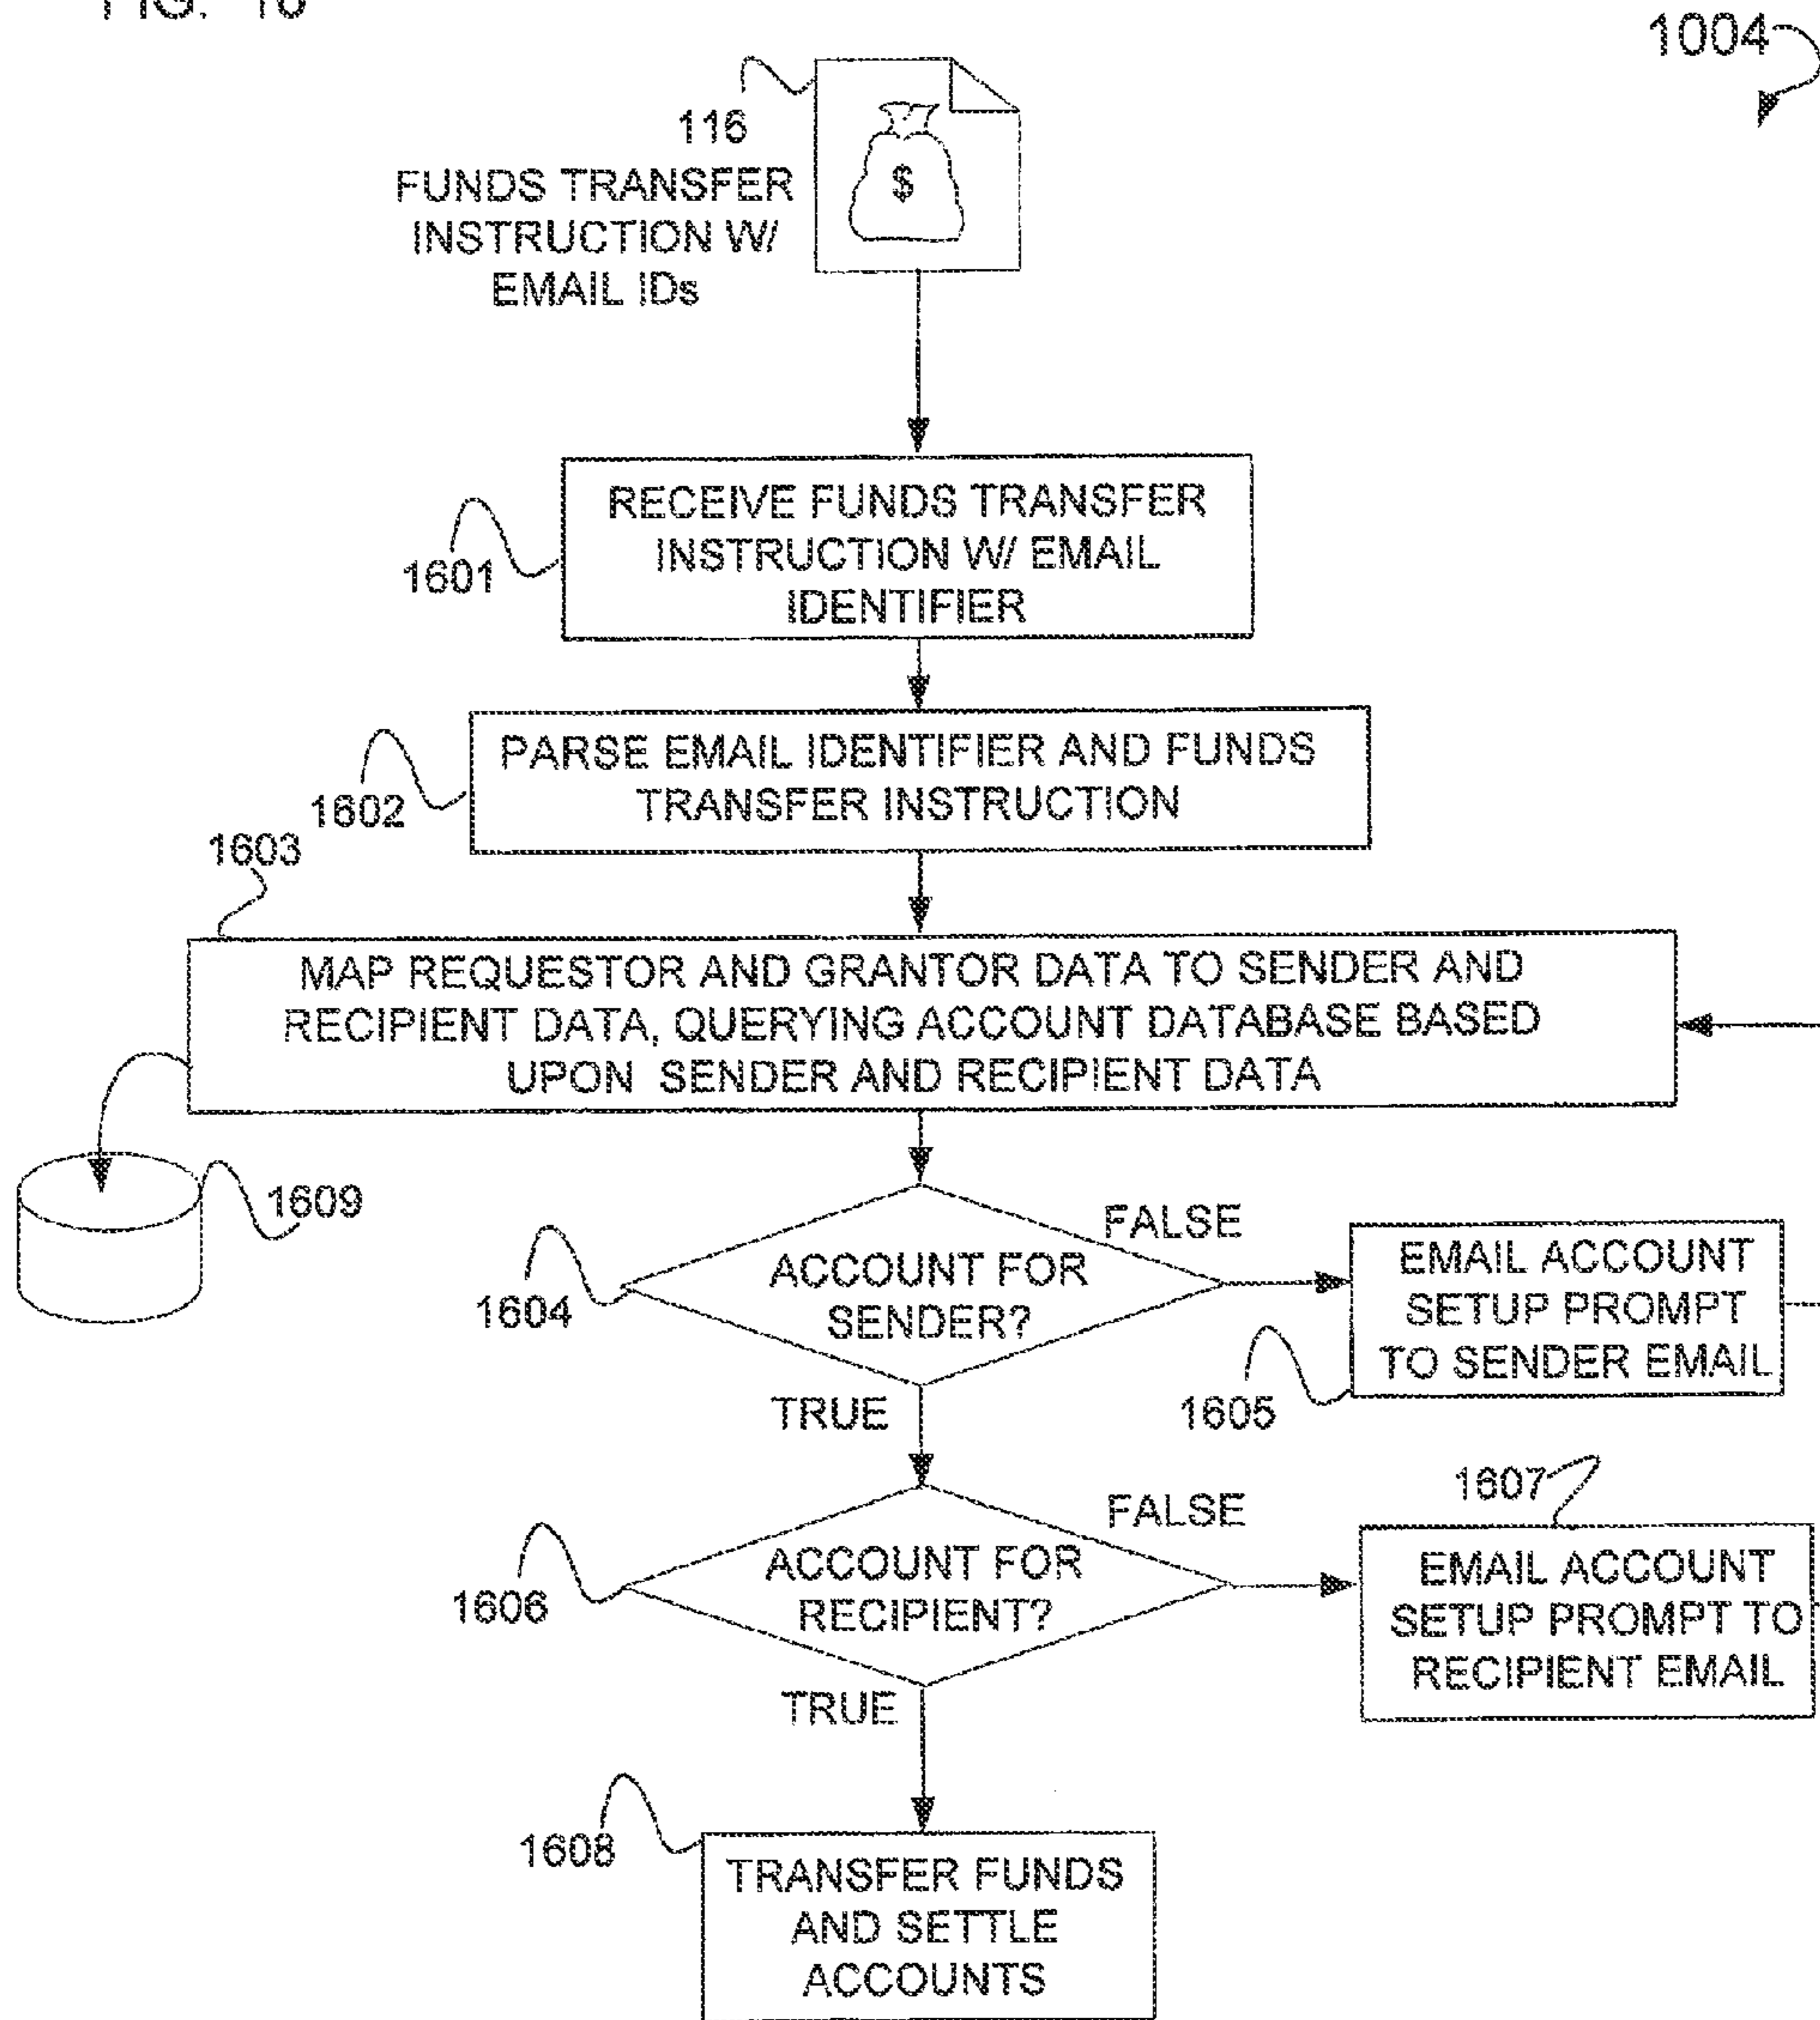 FIG. 16
1004
116
FUNDS TRANSFER
INSTRUCTION W/
EMAIL IDs
$
RECEIVE FUNDS TRANSFER
INSTRUCTION W/ EMAIL
IDENTIFIER
1601
PARSE EMAIL IDENTIFIER AND FUNDS
TRANSFER INSTRUCTION
1602
1603
MAP REQUESTOR AND GRANTOR DATA TO SENDER AND
RECIPIENT DATA, QUERYING ACCOUNT DATABASE BASED
UPON SENDER AND RECIPIENT DATA
1609
ACCOUNT FOR
SENDER?
1604
FALSE
EMAIL ACCOUNT
SETUP PROMPT
TO SENDER EMAIL
1605
TRUE
ACCOUNT FOR
RECIPIENT?
1606
FALSE
1607
EMAIL ACCOUNT
SETUP PROMPT TO
RECIPIENT EMAIL
TRUE
1608
TRANSFER FUNDS
AND SETTLE
ACCOUNTS